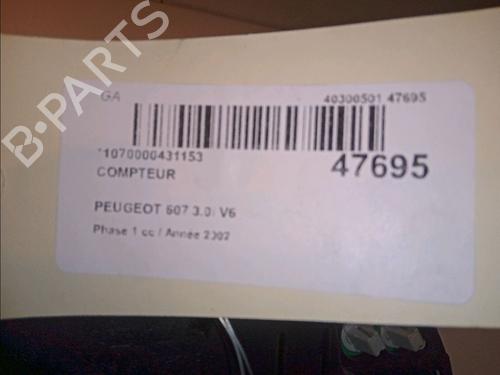 B-PARTS
GA 40300501 47695
*1070000431153
47695
COMPTEUR
PEUGEOT 607 3.0i V6
Phase 1 cc / Année 2002